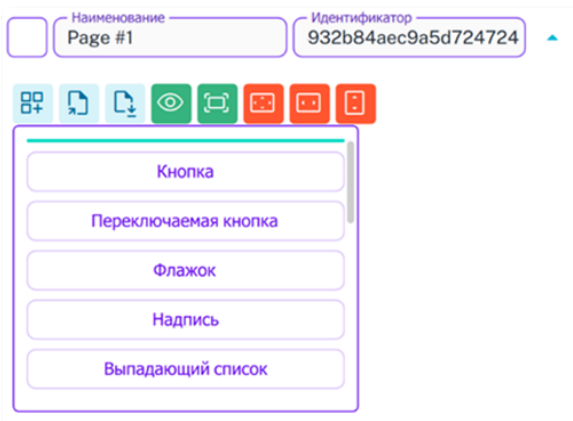 Наименование
Идентификатор
Page #1
932b84aec9a5d724724
Кнопка
Переключаемая кнопка
Флажок
Надпись
Выпадающий список